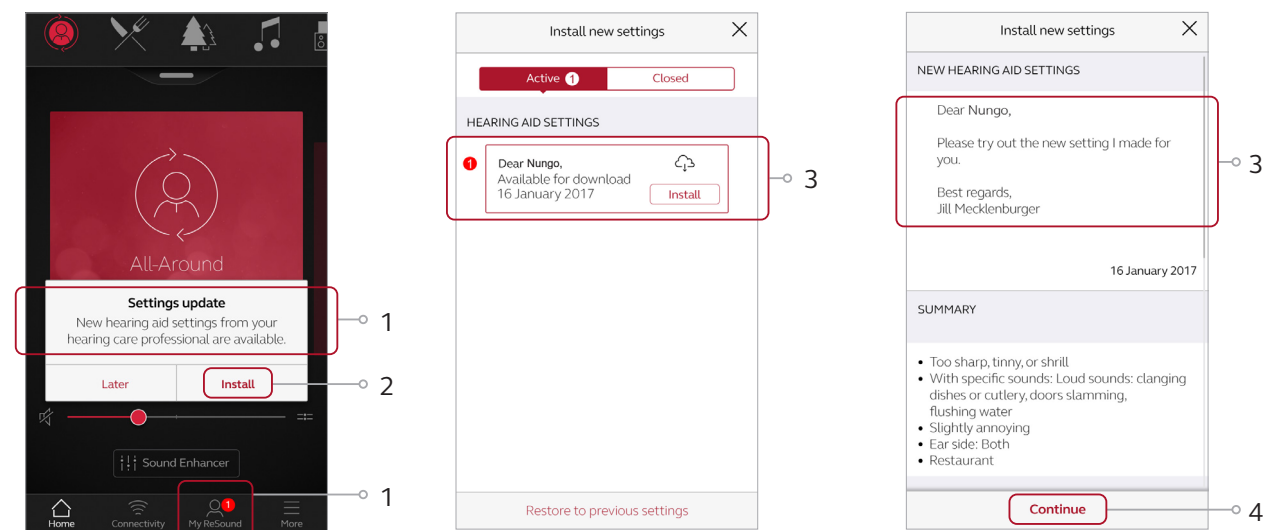 All-Around
Settings update
New hearing aid settings from your
hearing care professional are available.
Later
Install
Sound Enhancer
Home
Connectivity
1
My ReSound
More
1
2
1
Install new settings
Active 1
Closed
HEARING AID SETTINGS
1
Dear Nungo,
Available for download
16 January 2017
Install
Restore to previous settings
3
Install new settings
NEW HEARING AID SETTINGS
Dear Nungo,
Please try out the new setting I made for
you.
Best regards,
Jill Mecklenburger
16 January 2017
SUMMARY
• Too sharp, tinny, or shrill
• With specific sounds: Loud sounds: clanging
dishes or cutlery, doors slamming,
flushing water
• Slightly annoying
• Ear side: Both
• Restaurant
Continue
3
4